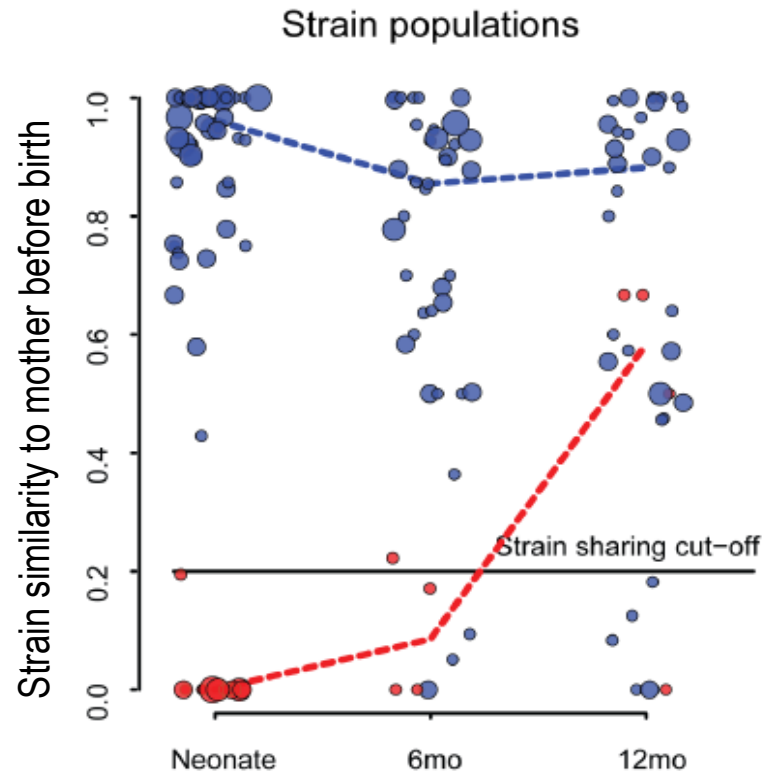 Strain populations
Strain similarity to mother before birth
1.0
0.8
0.6
0.4
0.2
0.0
Strain sharing cut−off
Neonate
6mo
12mo